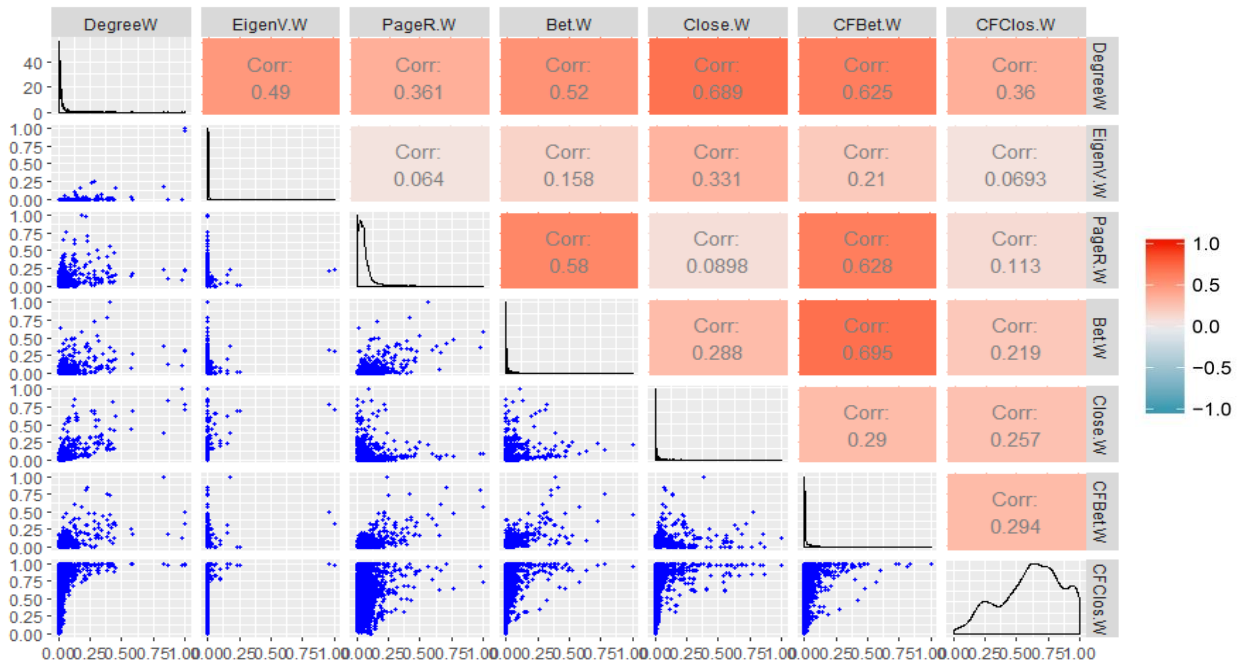 DegreeW EigenV.W PageR.W Bet.W Close.W CFBet.W CFClos.W
40
20
0
Corr: Corr: Corr: Corr: Corr: Corr:
0.49 0.361 0.52 0.689 0.625 0.36
DegreeW
1.00
0.75
0.50
0.25
0.00
Corr: Corr: Corr: Corr: Corr:
0.064 0.158 0.331 0.21 0.0693
EigenV.W
1.00
0.75
0.50
0.25
0.00
Corr: Corr: Corr: Corr:
0.58 0.0898 0.628 0.113
PageR.W
1.00
0.75
0.50
0.25
0.00
Corr: Corr: Corr:
0.288 0.695 0.219
Bet.W
1.00
0.75
0.50
0.25
0.00
Corr: Corr:
0.29 0.257
Close.W
1.00
0.75
0.50
0.25
0.00
Corr:
0.294
CFBet.W
1.00
0.75
0.50
0.25
0.00
CFClos.W
0.000.250.500.751.00 0.000.250.500.751.00 0.000.250.500.751.00 0.000.250.500.751.00 0.000.250.500.751.00 0.000.250.500.751.00 0.000.250.500.751.00
1.0
0.5
0.0
−0.5
−1.0